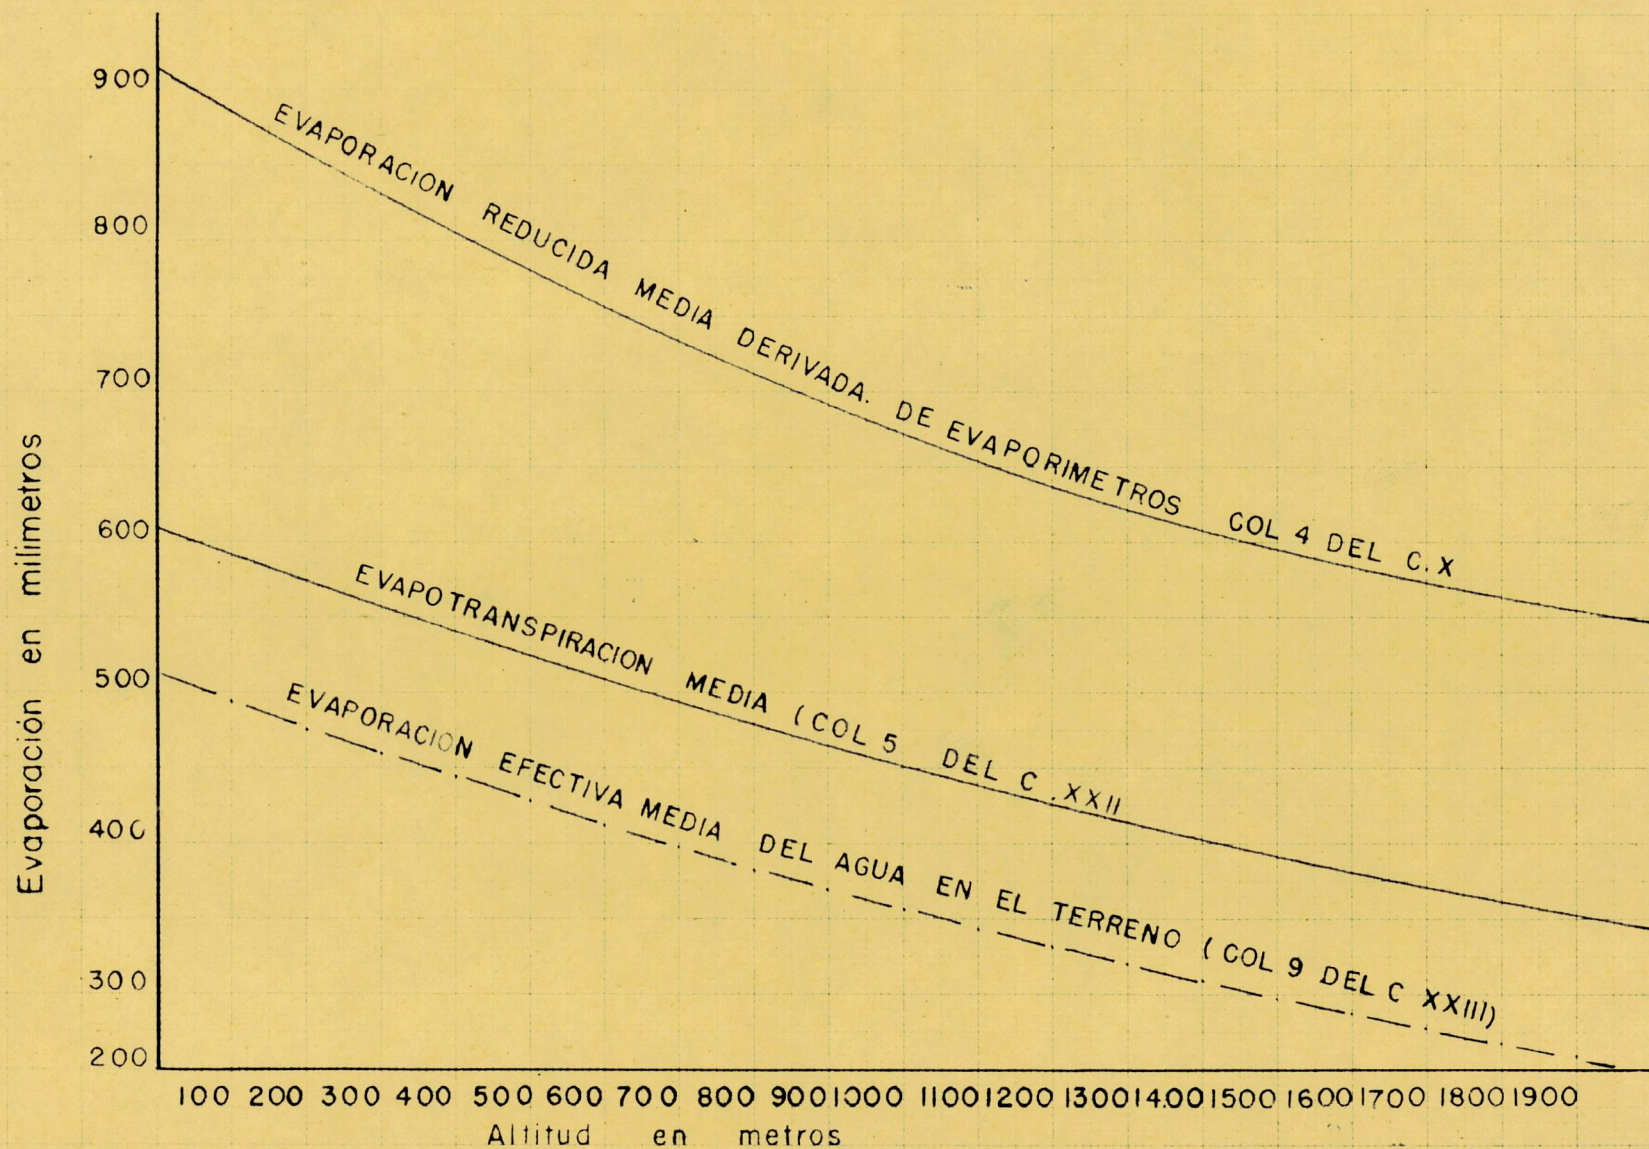 900
EVAPORACION REDUCIDA MEDIA DERIVADA. DE EVAPORIMETROS COL 4 DEL C.X
800
700
600
EVAPOTRANSPIRACION MEDIA (COL 5 DEL C .XXII
500
EVAPORACION EFECTIVA MEDIA DEL AGUA EN EL TERRENO (COL 9 DEL C XXIII)
400
300
200
Evaporación en milimetros
100 200 300 400 500 600 700 800 900 1000 1100 1200 1300 1400 1500 1600 1700 1800 1900
Altitud en metros